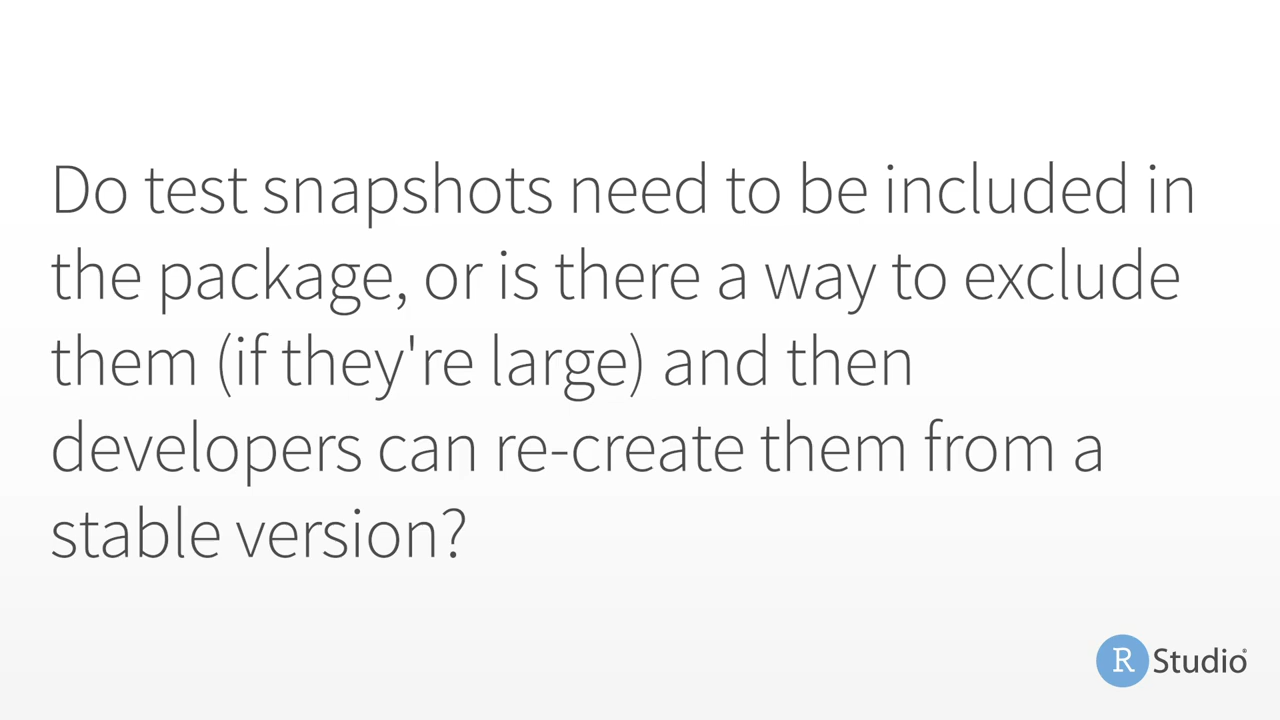 Do test snapshots need to be included in
the package, or is there a way to exclude
them (if they're large) and then
developers can re-create them from a
stable version?
R Studio®